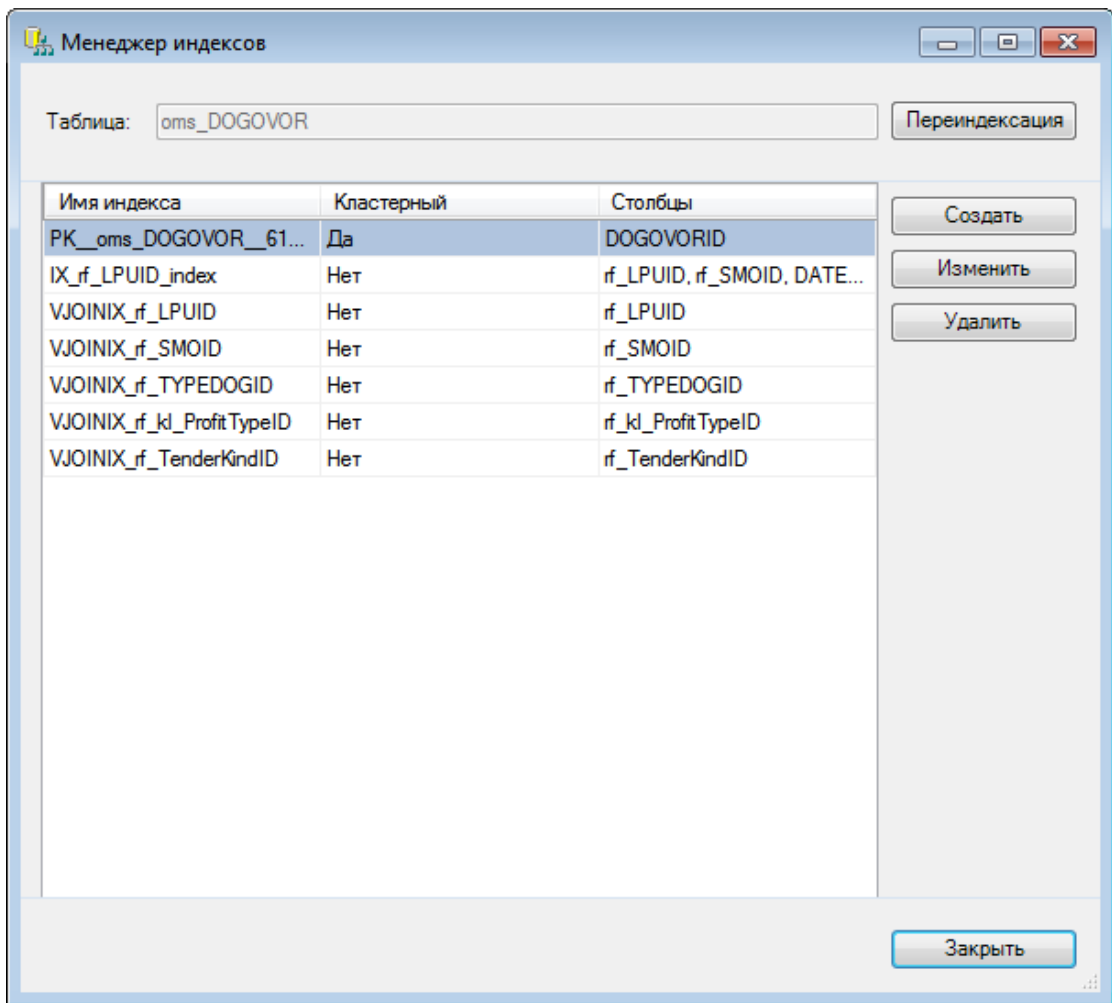 Менеджер индексов
Таблица: oms_DOGOVOR Переиндексация
Имя индекса Кластерный Столбцы
PK__oms_DOGOVOR__61... Да DOGOVORID
IX_rf_LPUID_index Нет rf_LPUID, rf_SMOID, DATE...
VJOINIX_rf_LPUID Нет rf_LPUID
VJOINIX_rf_SMOID Нет rf_SMOID
VJOINIX_rf_TYPEDOGID Нет rf_TYPEDOGID
VJOINIX_rf_kl_ProfitTypeID Нет rf_kl_ProfitTypeID
VJOINIX_rf_TenderKindID Нет rf_TenderKindID
Создать
Изменить
Удалить
Закрыть